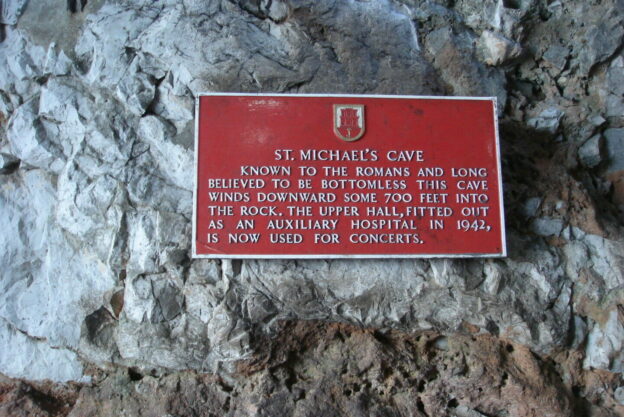 ST. MICHAEL'S CAVE
KNOWN TO THE ROMANS AND LONG
BELIEVED TO BE BOTTOMLESS THIS CAVE
WINDS DOWNWARD SOME 700 FEET INTO
THE ROCK. THE UPPER HALL, FITTED OUT
AS AN AUXILIARY HOSPITAL IN 1942,
IS NOW USED FOR CONCERTS.